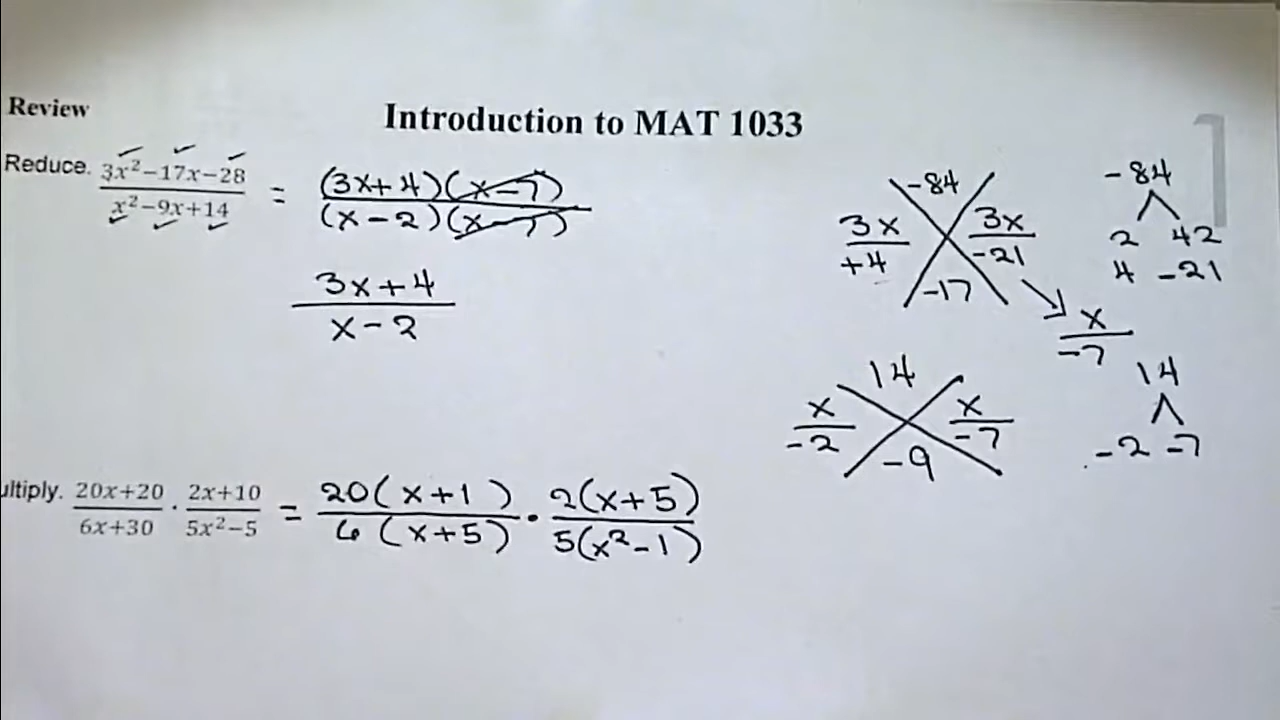 Review
Introduction to MAT 1033
Reduce. 3x²−17x−28 / x²−9x+14 = (3x+4)(x−7) / (x−2)(x−7)
3x+4 / x−2
−84
3x / +4
3x / −21
−17
x / −7
−84
2 42
4 −21
14
x / −2
x / −7
−9
14
−2 −7
ultiply. 20x+20 / 6x+30 · 2x+10 / 5x²−5 = 20(x+1) / 6(x+5) · 2(x+5) / 5(x²−1)